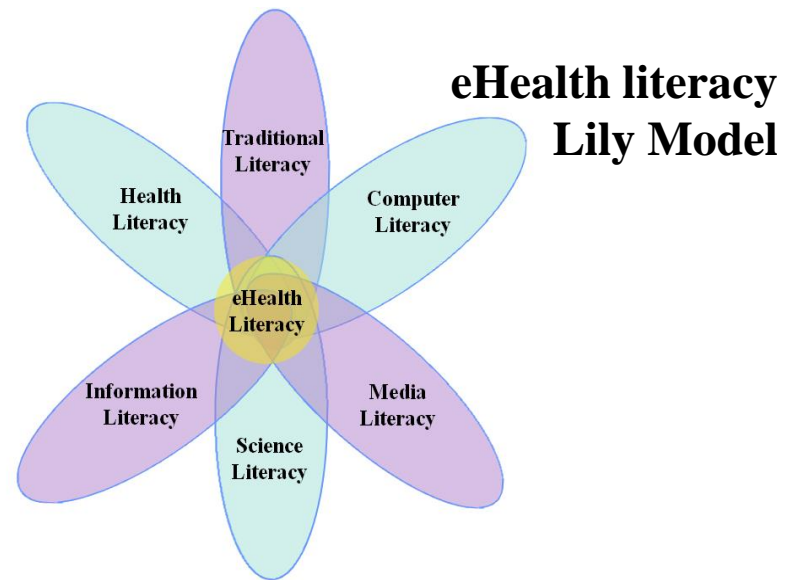 eHealth literacy
Lily Model
Traditional
Literacy
Health
Literacy
Computer
Literacy
eHealth
Literacy
Information
Literacy
Media
Literacy
Science
Literacy